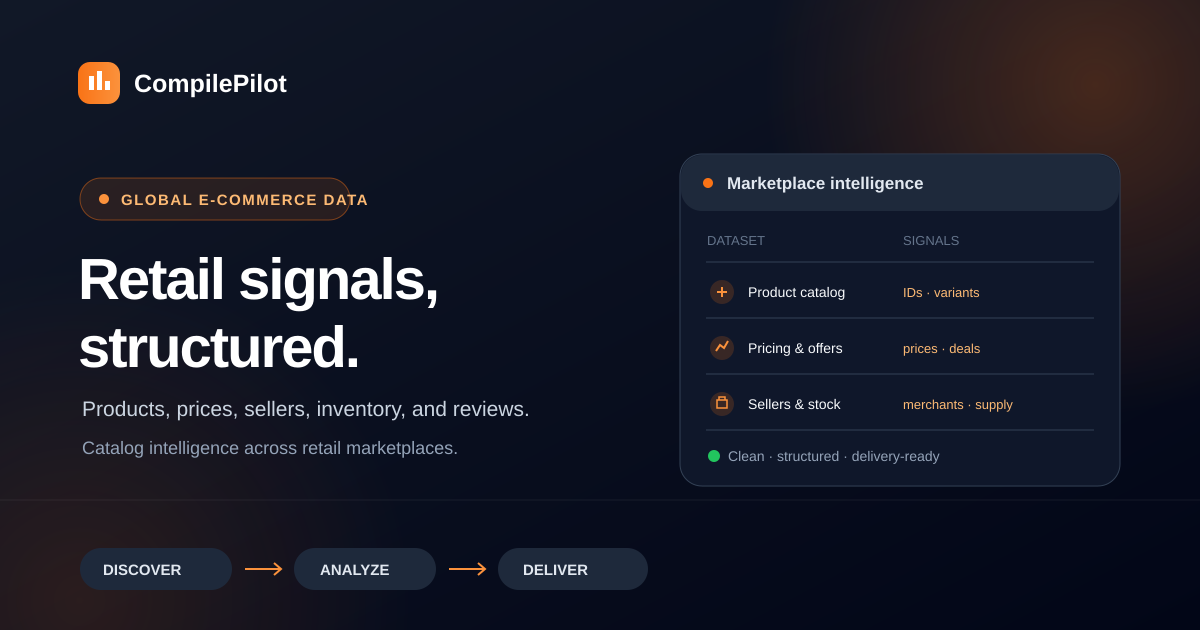 CompilePilot
GLOBAL E-COMMERCE DATA
Retail signals,
structured.
Products, prices, sellers, inventory, and reviews.
Catalog intelligence across retail marketplaces.
Marketplace intelligence
DATASET SIGNALS
Product catalog IDs · variants
Pricing & offers prices · deals
Sellers & stock merchants · supply
Clean · structured · delivery-ready
DISCOVER ANALYZE DELIVER